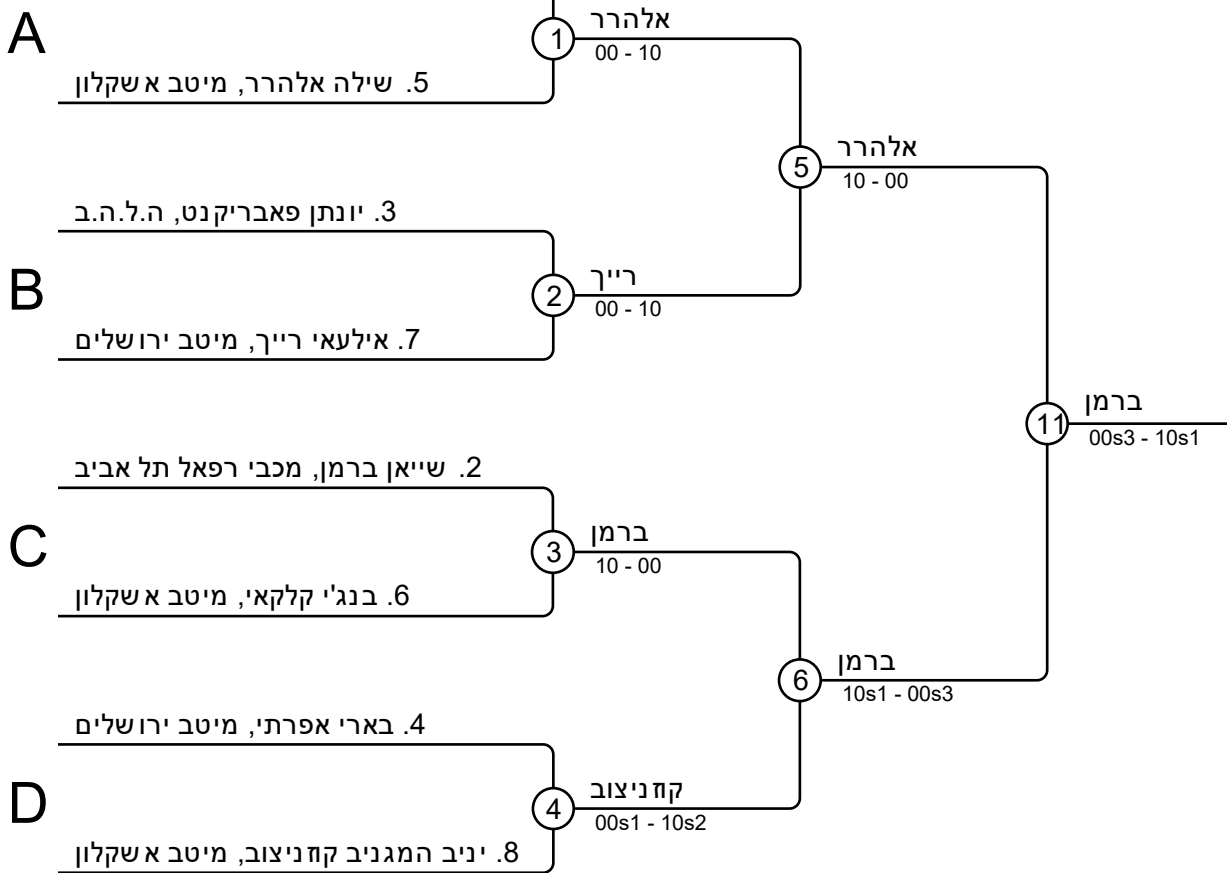 A
1
אלהרר
00 - 10
5. שילה אלהרר, מיטב אשקלון
5
אלהרר
10 - 00
3. יונתן פאבריקנט, ה.ל.ה.ב
B
2
רייך
00 - 10
7. אילעאי רייך, מיטב ירושלים
11
ברמן
00s3 - 10s1
2. שייאן ברמן, מכבי רפאל תל אביב
C
3
ברמן
10 - 00
6. בנג'י קלקאי, מיטב אשקלון
6
ברמן
10s1 - 00s3
4. בארי אפרתי, מיטב ירושלים
D
4
קוזניצוב
00s1 - 10s2
8. יניב המגניב קוזניצוב, מיטב אשקלון